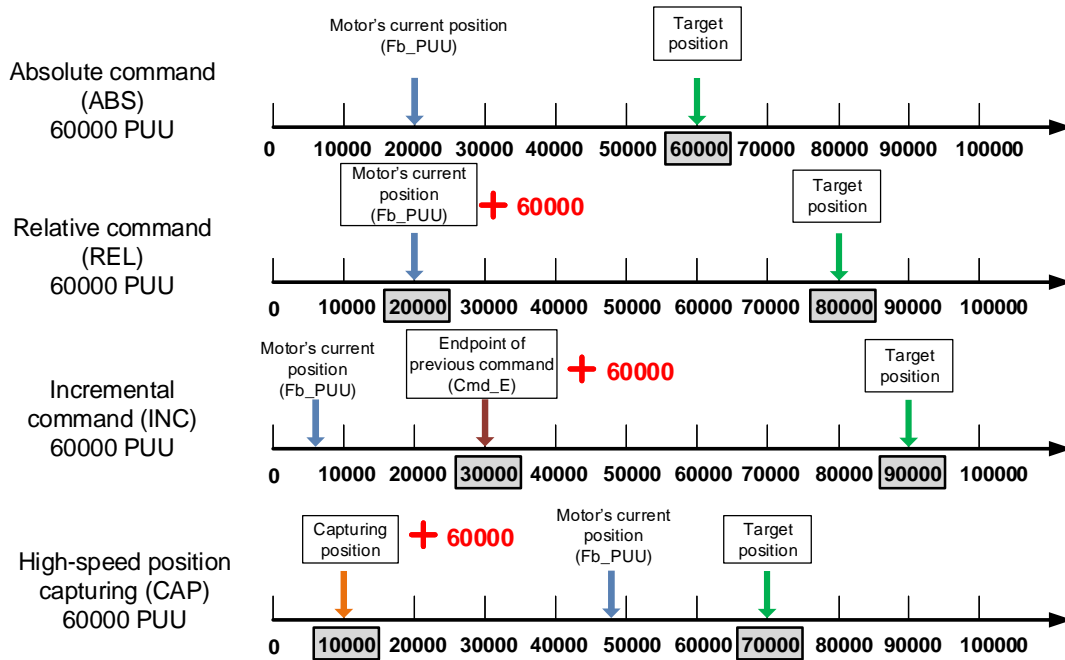 Absolute command
(ABS)
60000 PUU
Motor's current position
(Fb_PUU)
Target
position
0 10000 20000 30000 40000 50000 60000 70000 80000 90000 100000
Relative command
(REL)
60000 PUU
Motor's current
position
(Fb_PUU)
+ 60000
Target
position
0 10000 20000 30000 40000 50000 60000 70000 80000 90000 100000
Incremental
command (INC)
60000 PUU
Motor's current
position
(Fb_PUU)
Endpoint of
previous command
(Cmd_E)
+ 60000
Target
position
0 10000 20000 30000 40000 50000 60000 70000 80000 90000 100000
High-speed position
capturing (CAP)
60000 PUU
Capturing
position
+ 60000
Motor's current
position
(Fb_PUU)
Target
position
0 10000 20000 30000 40000 50000 60000 70000 80000 90000 100000